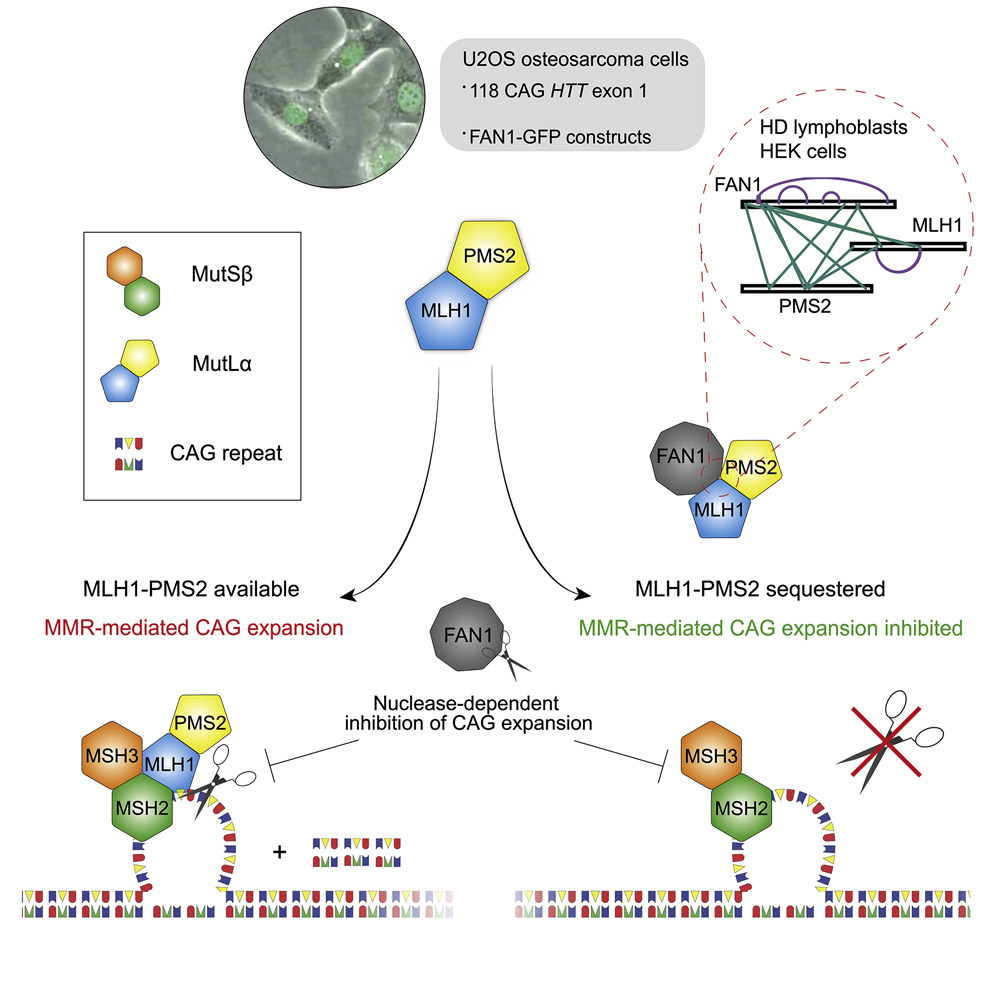 U2OS osteosarcoma cells
·118 CAG HTT exon 1
·FAN1-GFP constructs
HD lymphoblasts
HEK cells
FAN1
MLH1
PMS2
MutSβ
MutLα
CAG repeat
PMS2
MLH1
FAN1
PMS2
MLH1
MLH1-PMS2 available
MMR-mediated CAG expansion
MLH1-PMS2 sequestered
MMR-mediated CAG expansion inhibited
FAN1
Nuclease-dependent
inhibition of CAG expansion
PMS2
MSH3
MLH1
MSH2
+
MSH3
MSH2